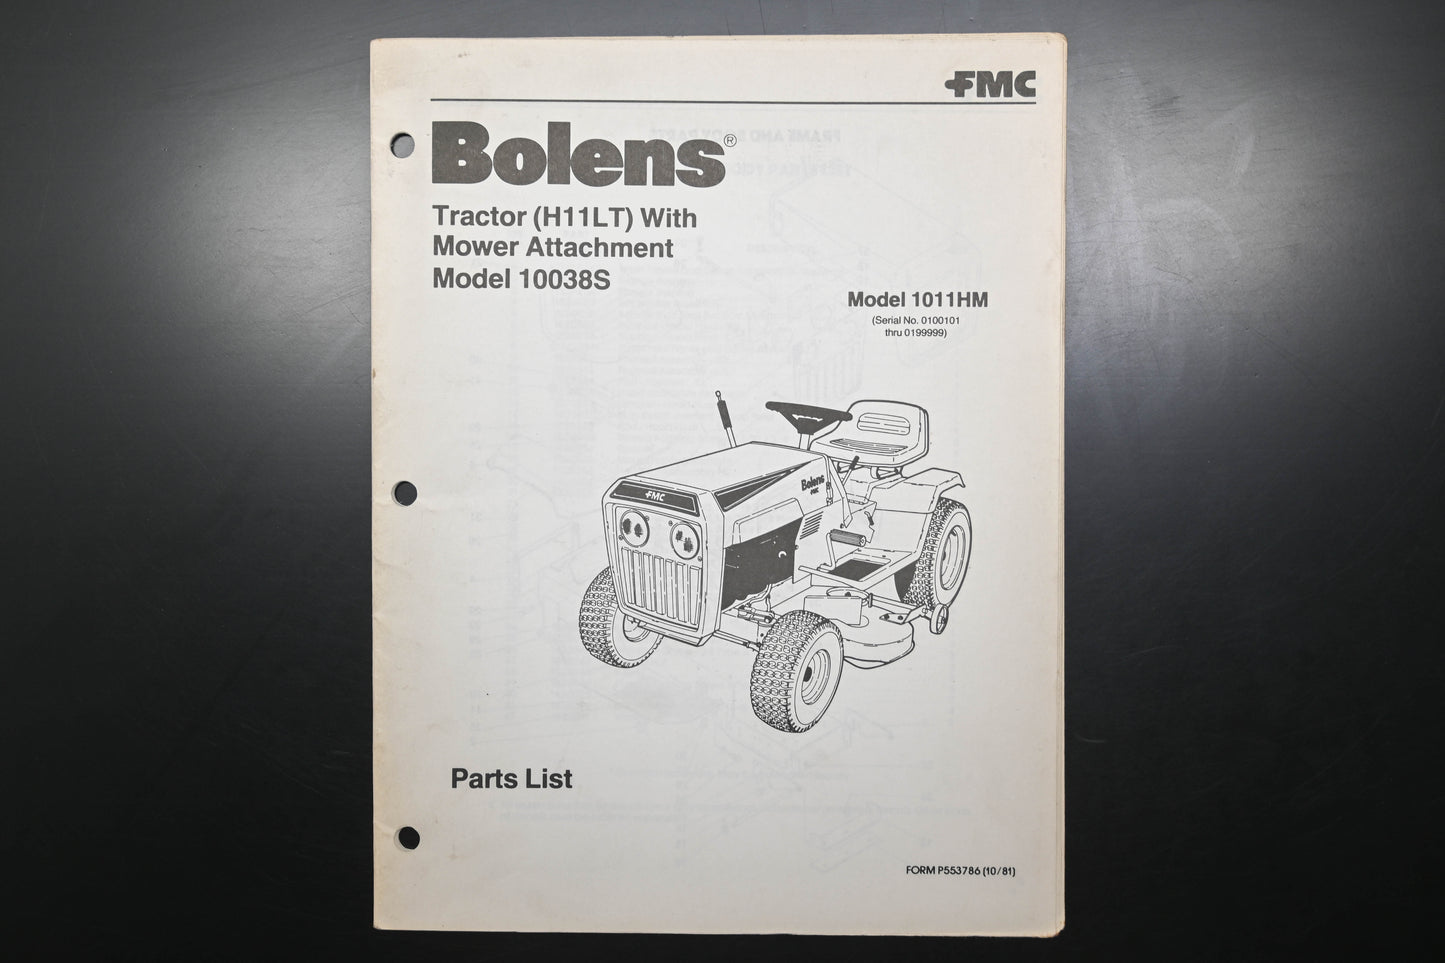 FMC
Bolens®
Tractor (H11LT) With
Mower Attachment
Model 10038S
Model 1011HM
(Serial No. 0100101
thru 0199999)
Bolens
FMC
FMC
Parts List
FORM P553786 (10/81)